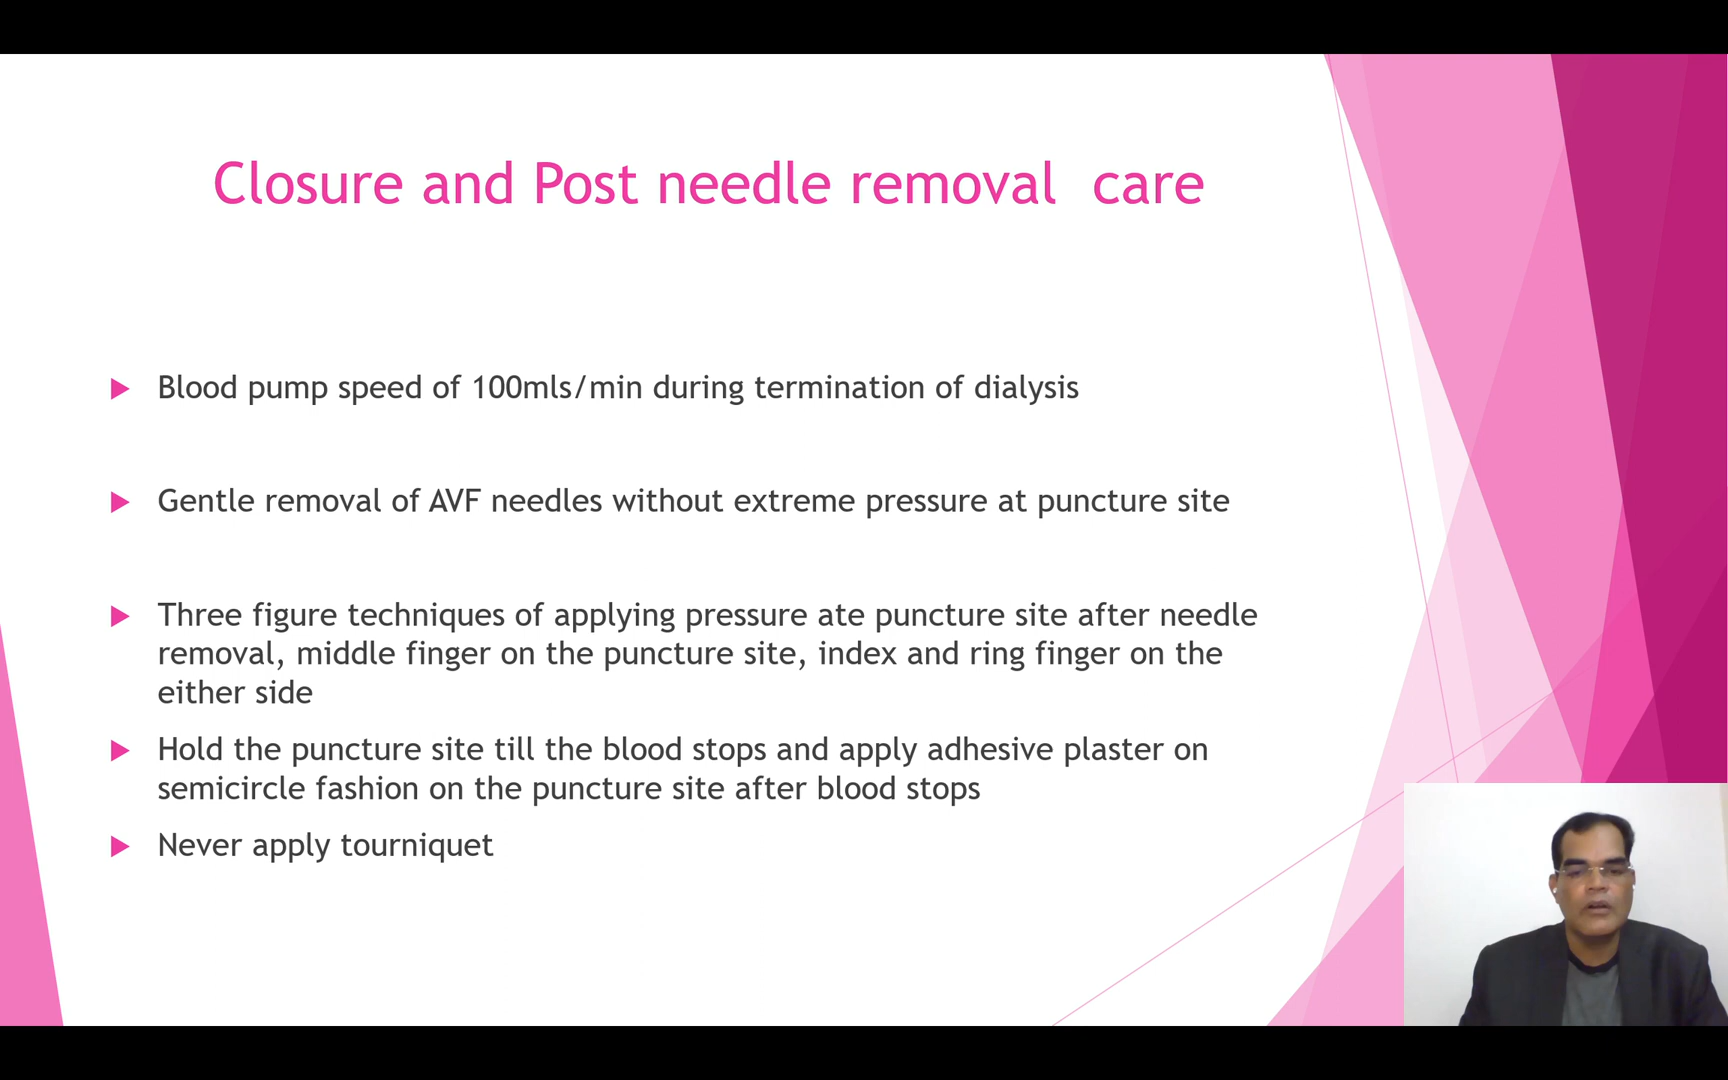 Closure and Post needle removal  care
Blood pump speed of 100mls/min during termination of dialysis
Gentle removal of AVF needles without extreme pressure at puncture site
Three figure techniques of applying pressure ate puncture site after needle
removal, middle finger on the puncture site, index and ring finger on the
either side
Hold the puncture site till the blood stops and apply adhesive plaster on
semicircle fashion on the puncture site after blood stops
Never apply tourniquet